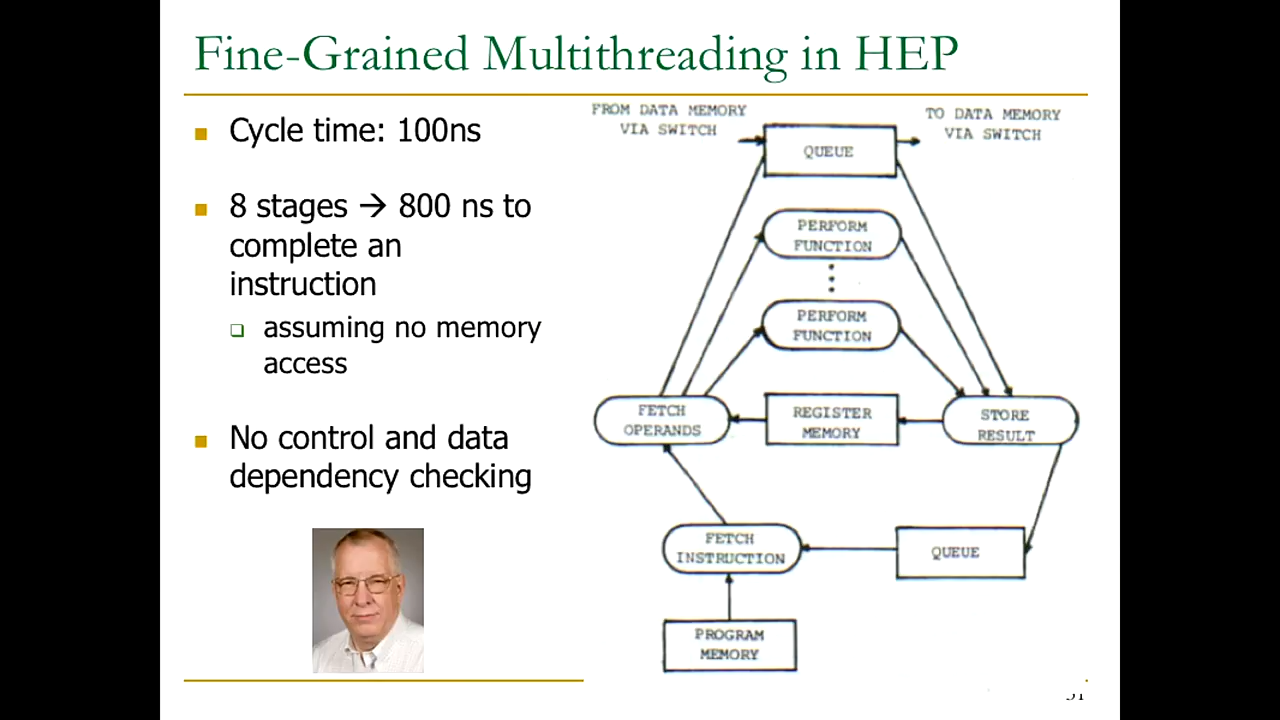 Fine-Grained Multithreading in HEP
Cycle time: 100ns
8 stages → 800 ns to
complete an
instruction
assuming no memory
access
No control and data
dependency checking
FROM DATA MEMORY
VIA SWITCH
TO DATA MEMORY
VIA SWITCH
QUEUE
PERFORM
FUNCTION
PERFORM
FUNCTION
FETCH
OPERANDS
REGISTER
MEMORY
STORE
RESULT
FETCH
INSTRUCTION
QUEUE
PROGRAM
MEMORY